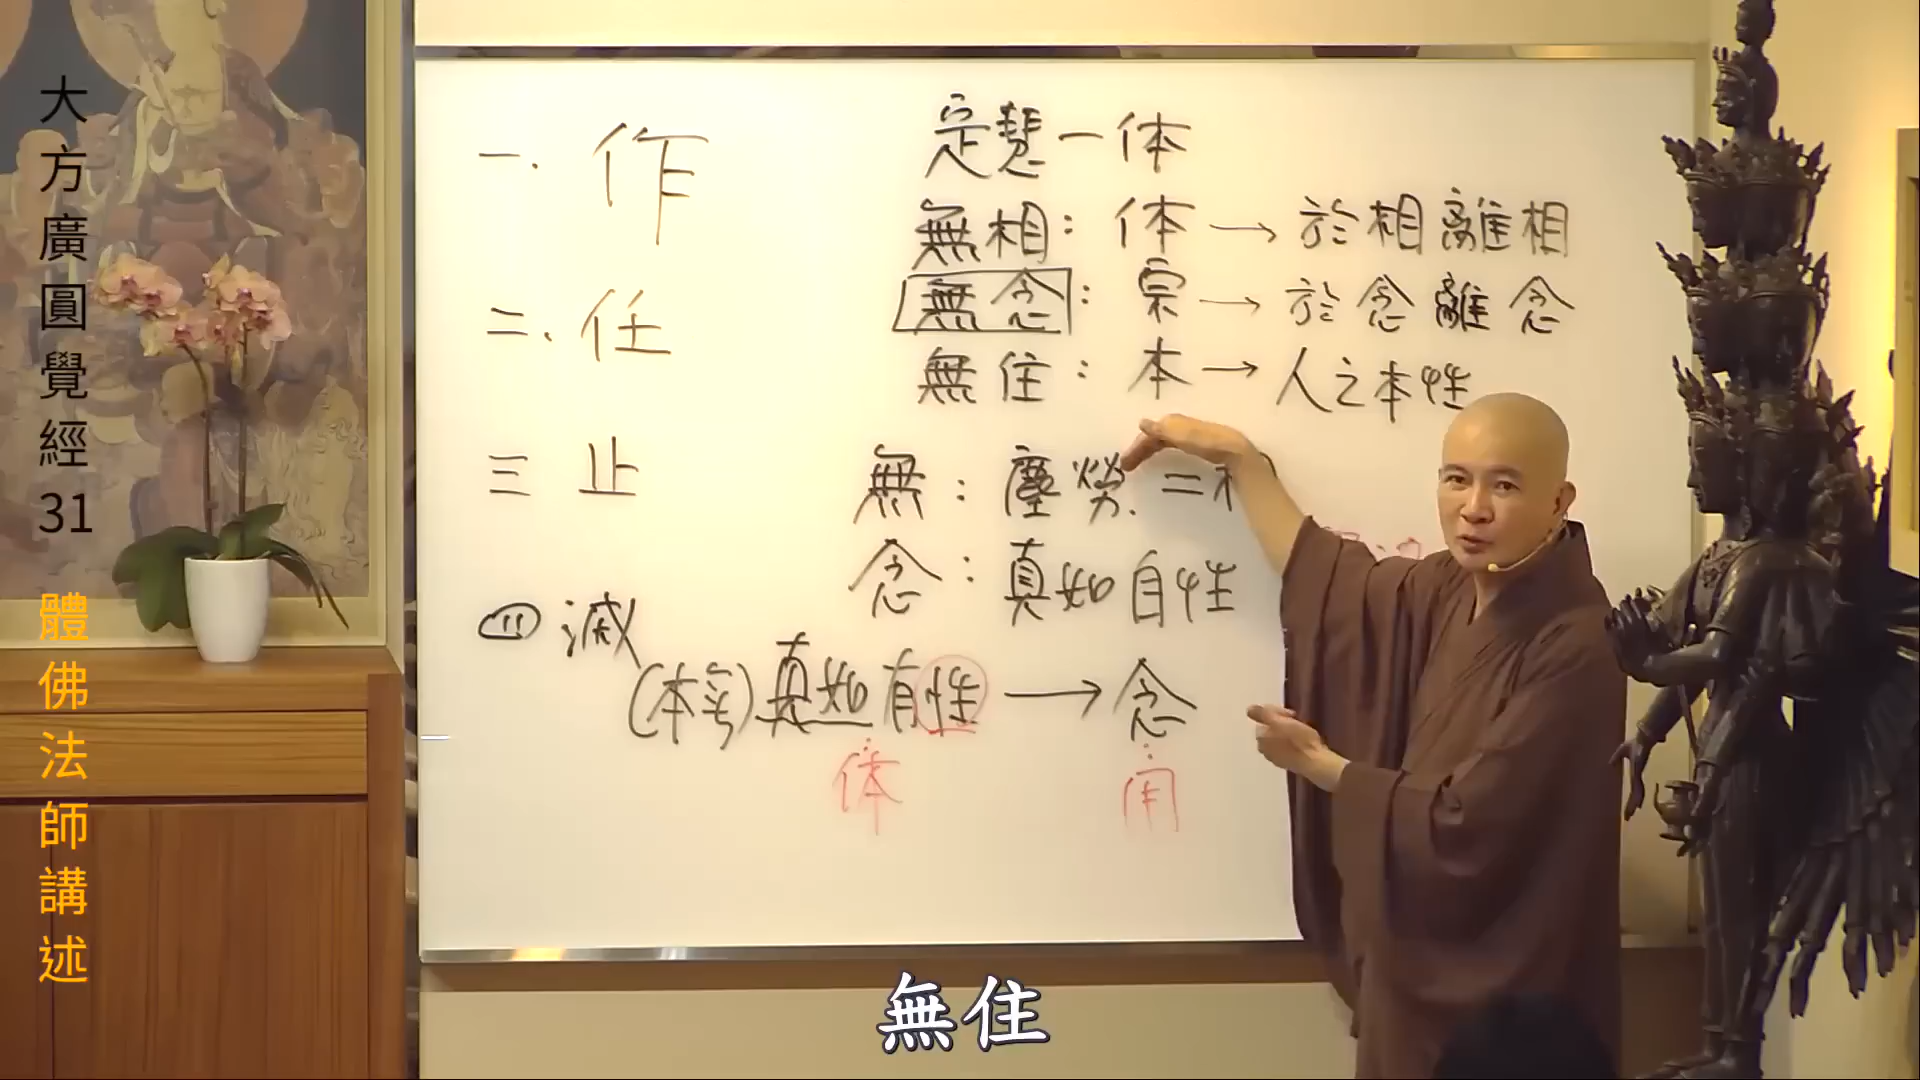 大方廣圓覺經31 體佛法師講述
一. 作
二. 任
三 止
四 滅
定慧一体
無相: 体 → 於相離相
無念: 宗 → 於念離念
無住: 本 → 人之本性
無: 塵勞. 二
念: 真如自性
真如有性 → 念
体
用
無住